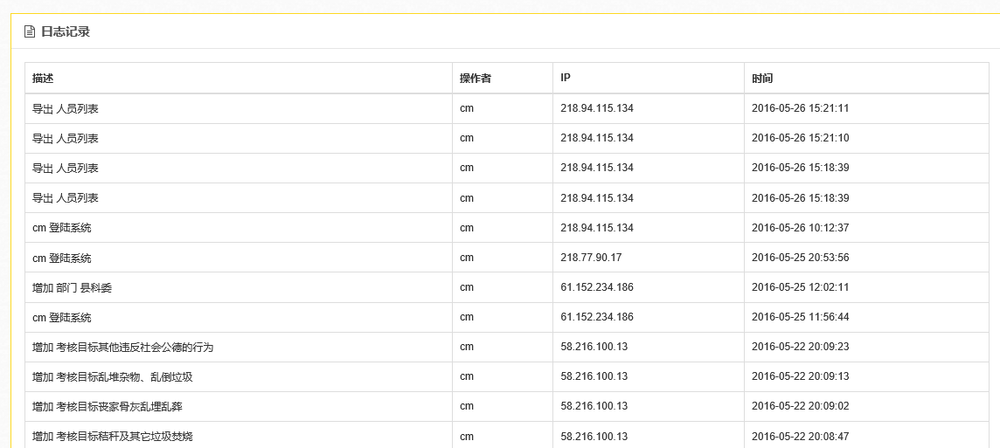 日志记录
描述 操作者 IP 时间
导出 人员列表 cm 218.94.115.134 2016-05-26 15:21:11
导出 人员列表 cm 218.94.115.134 2016-05-26 15:21:10
导出 人员列表 cm 218.94.115.134 2016-05-26 15:18:39
导出 人员列表 cm 218.94.115.134 2016-05-26 15:18:39
cm 登陆系统 cm 218.94.115.134 2016-05-26 10:12:37
cm 登陆系统 cm 218.77.90.17 2016-05-25 20:53:56
增加 部门 县科委 cm 61.152.234.186 2016-05-25 12:02:11
cm 登陆系统 cm 61.152.234.186 2016-05-25 11:56:44
增加 考核目标其他违反社会公德的行为 cm 58.216.100.13 2016-05-22 20:09:23
增加 考核目标乱堆杂物、乱倒垃圾 cm 58.216.100.13 2016-05-22 20:09:13
增加 考核目标丧家骨灰乱埋乱葬 cm 58.216.100.13 2016-05-22 20:09:02
增加 考核目标秸秆及其它垃圾焚烧 cm 58.216.100.13 2016-05-22 20:08:47